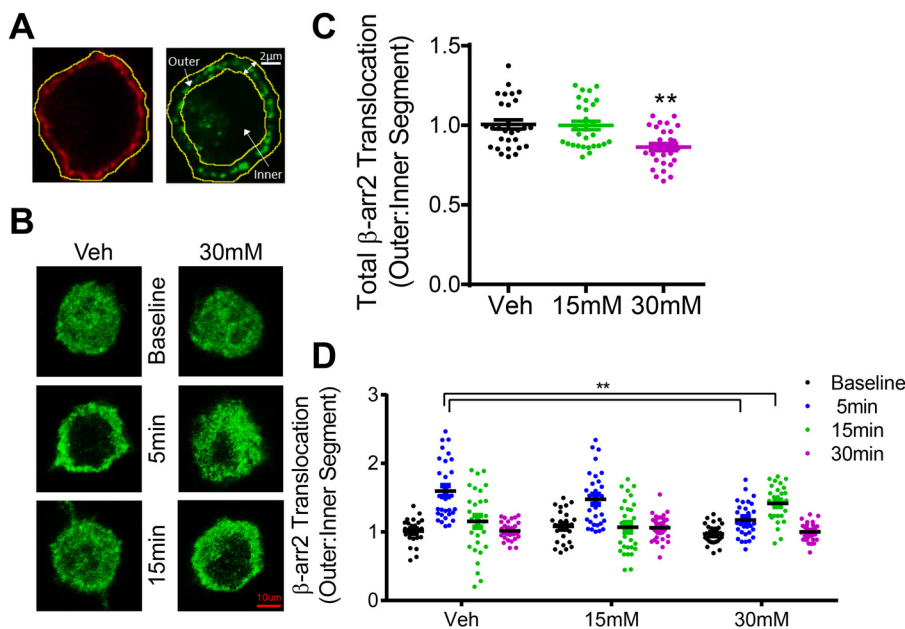 A
Outer
2μm
Inner
B
Veh
30mM
Baseline
5min
15min
10um
C
Total β-arr2 Translocation
(Outer:Inner Segment)
1.5
1.0
0.5
0.0
**
Veh
15mM
30mM
D
β-arr2 Translocation
(Outer:Inner Segment)
3
2
1
0
**
Baseline
5min
15min
30min
Veh
15mM
30mM